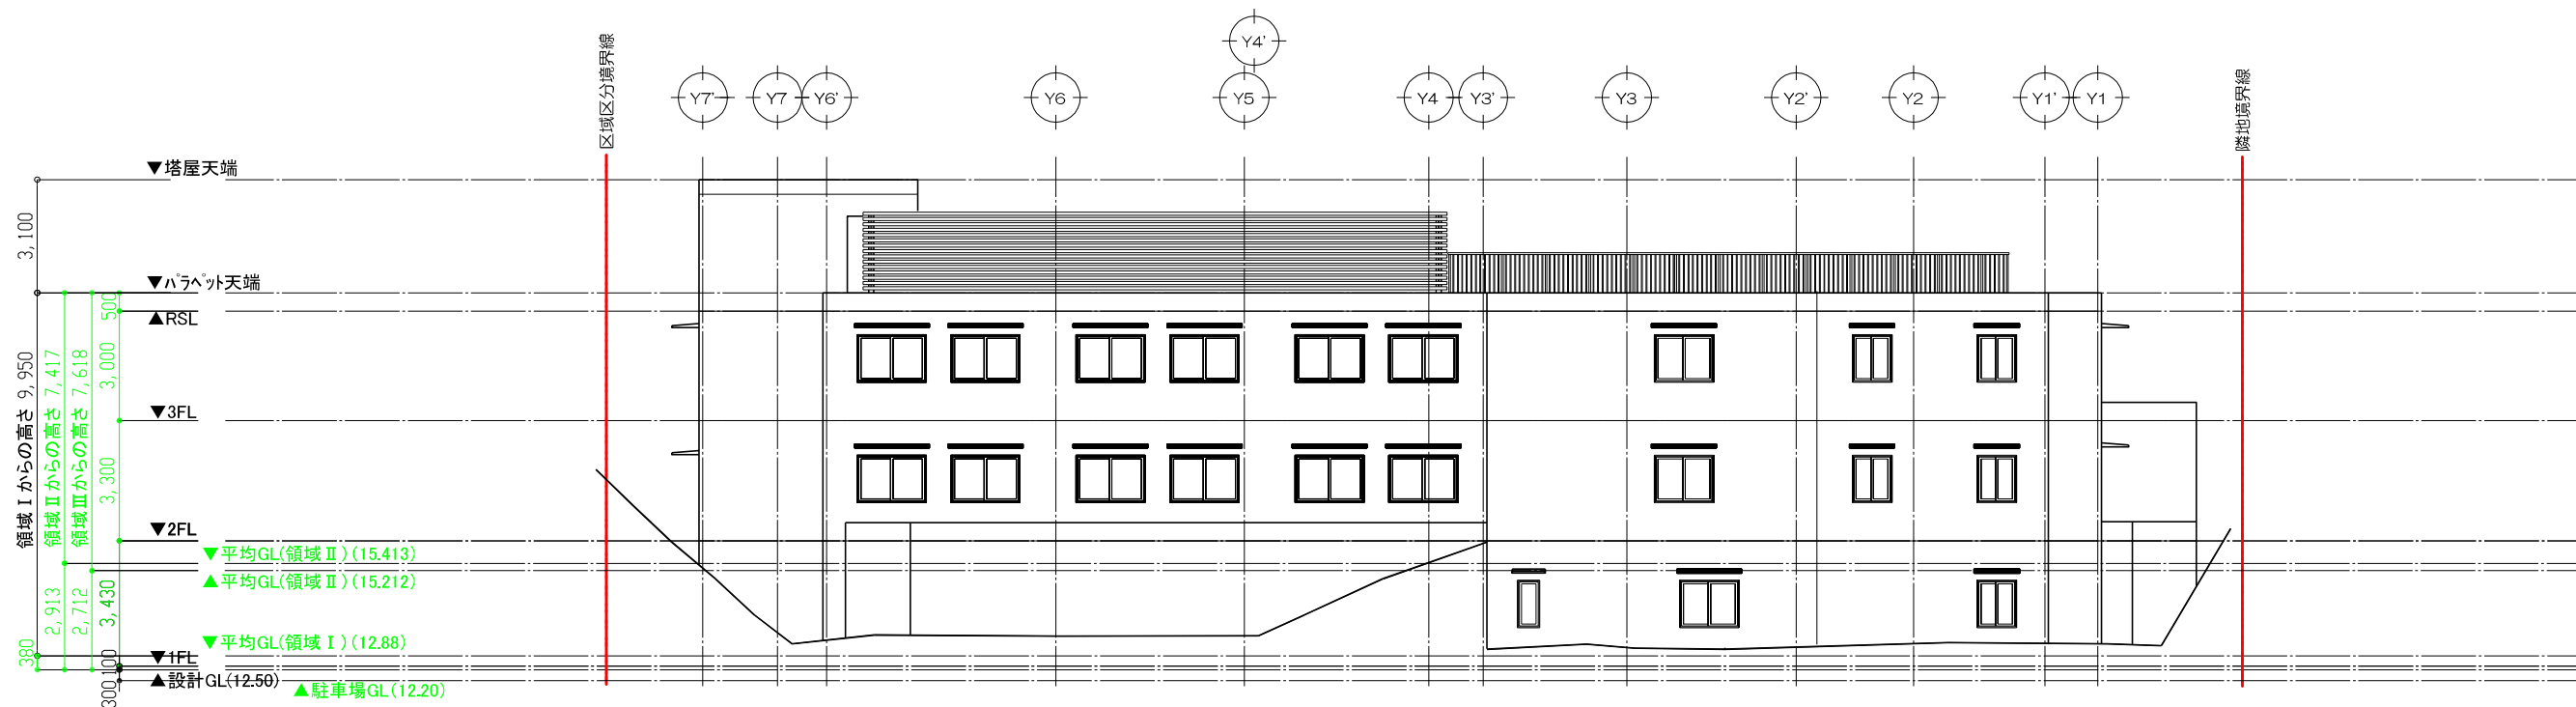 Y4'
区域区分境界線
隣地境界線
Y7'
Y7
Y6'
Y6
Y5
Y4
Y3'
Y3
Y2'
Y2
Y1'
Y1
▼塔屋天端
3,100
▼パラペット天端
500
▲RSL
領域Ⅰからの高さ 9,950
領域Ⅱからの高さ 7,417
領域Ⅲからの高さ 7,618
3,000
▼3FL
3,300
▼2FL
▼平均GL(領域Ⅱ)(15.413)
▲平均GL(領域Ⅱ)(15.212)
2,913
2,712
3,430
▼平均GL(領域Ⅰ)(12.88)
380
▼1FL
100
▲設計GL(12.50)
300
▲駐車場GL(12.20)